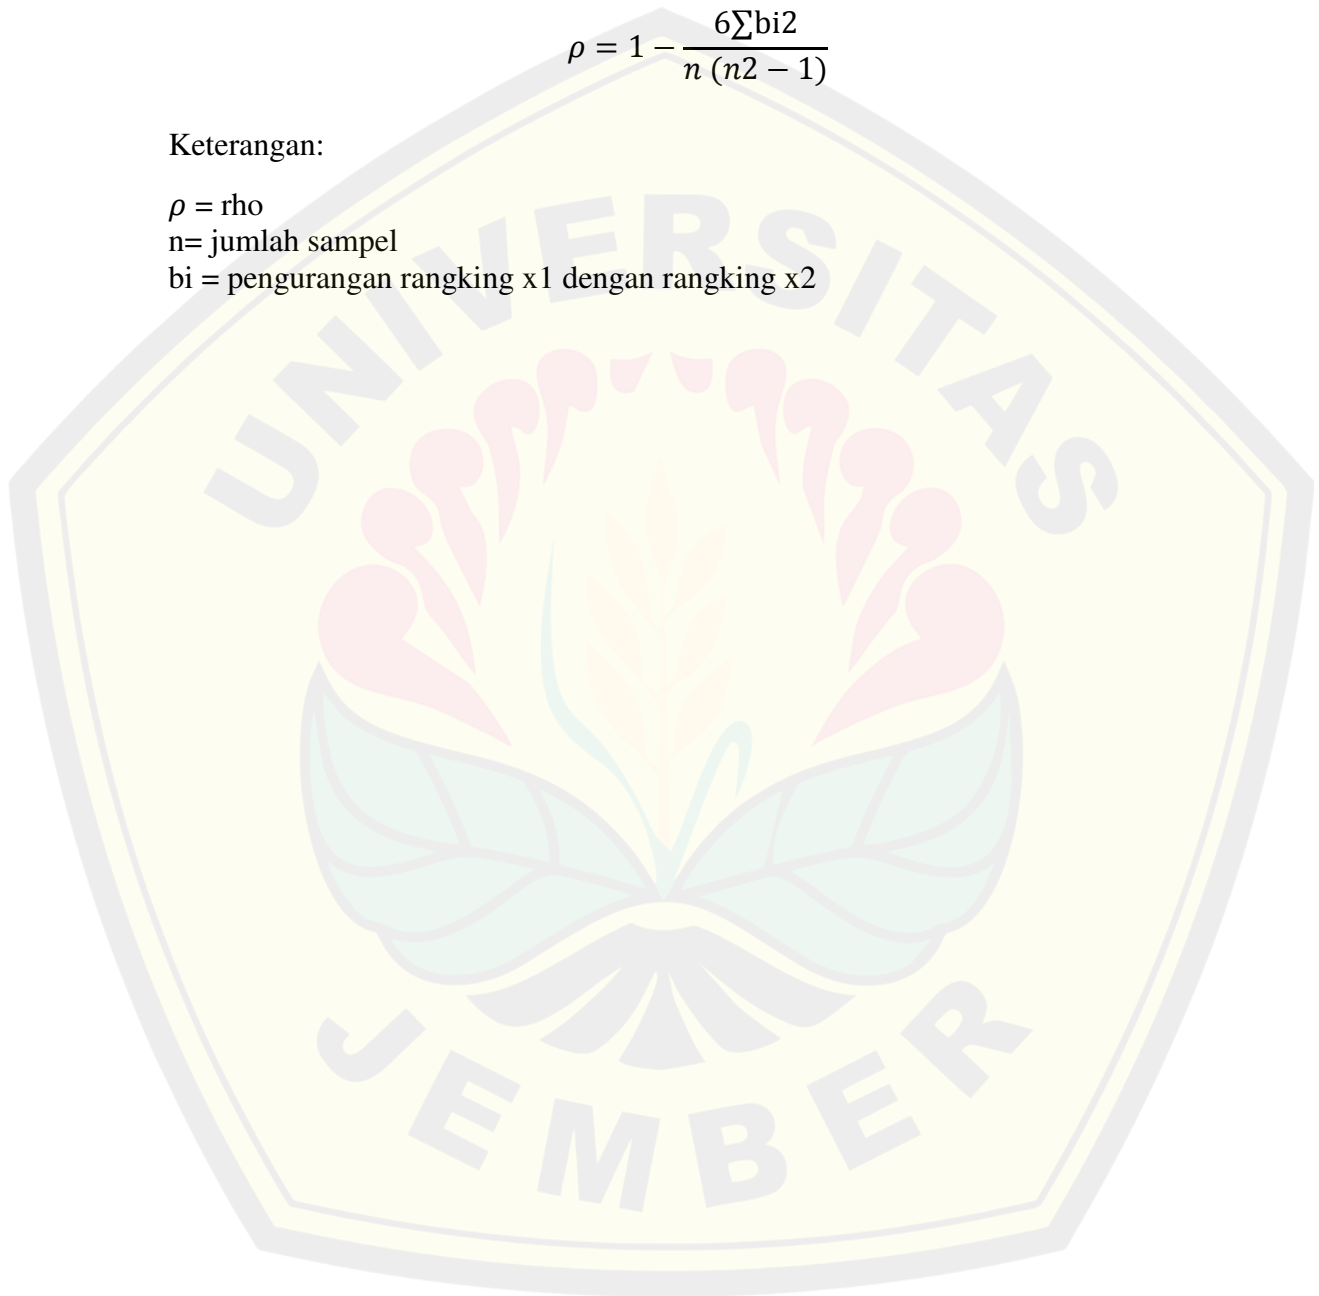 ρ = 1 − 6∑bi2 / n (n2 − 1)
Keterangan:
ρ = rho
n= jumlah sampel
bi = pengurangan rangking x1 dengan rangking x2
UNIVERSITAS
JEMBER